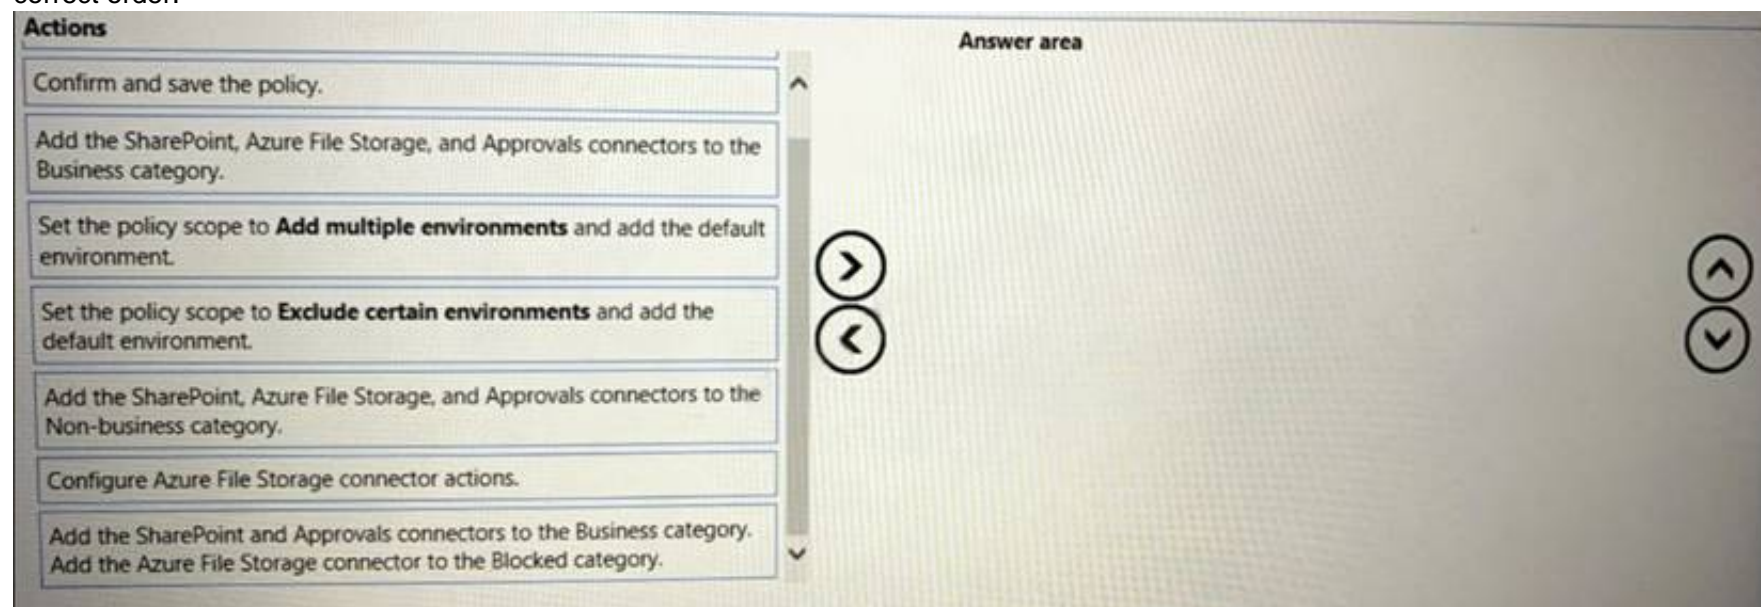 correct order.
Actions
Answer area
Confirm and save the policy.
Add the SharePoint, Azure File Storage, and Approvals connectors to the
Business category.
Set the policy scope to Add multiple environments and add the default
environment.
Set the policy scope to Exclude certain environments and add the
default environment.
Add the SharePoint, Azure File Storage, and Approvals connectors to the
Non-business category.
Configure Azure File Storage connector actions.
Add the SharePoint and Approvals connectors to the Business category.
Add the Azure File Storage connector to the Blocked category.